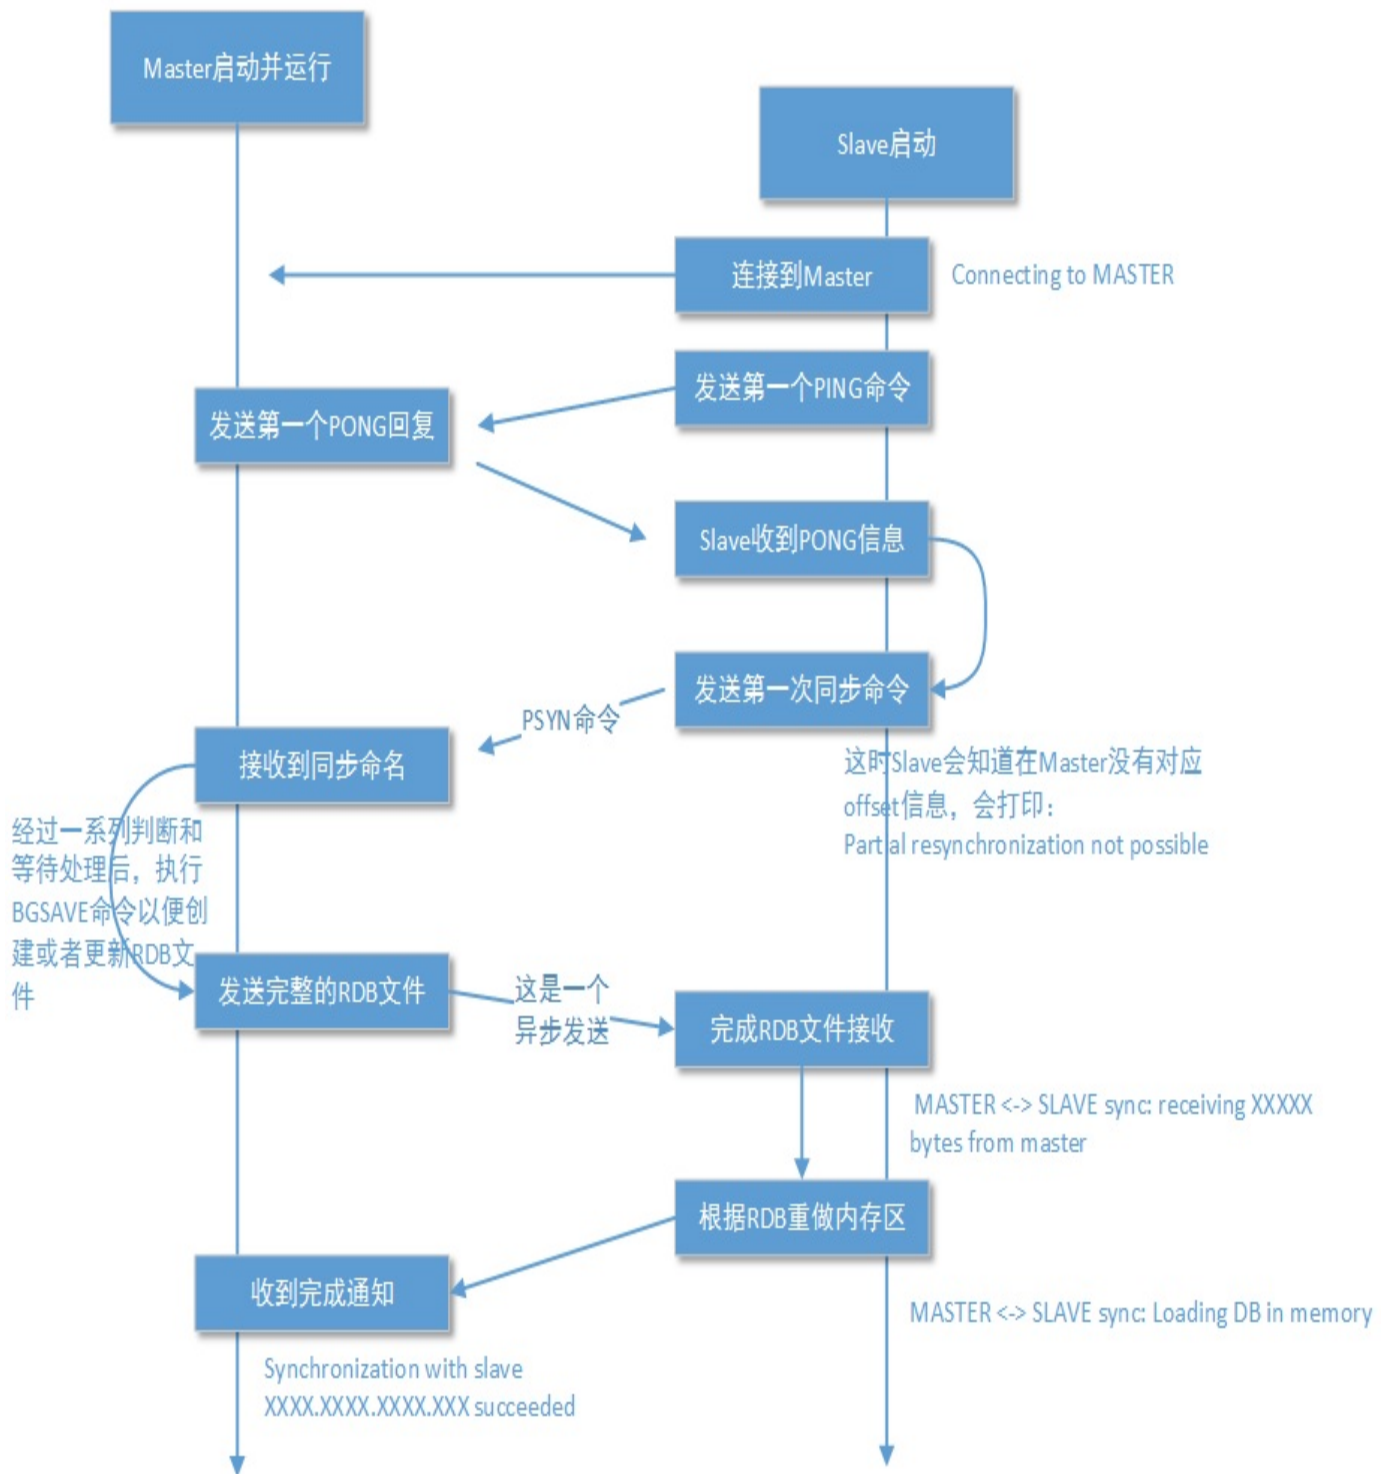 Master启动并运行
Slave启动
连接到Master
Connecting to MASTER
发送第一个PING命令
发送第一个PONG回复
Slave收到PONG信息
发送第一次同步命令
PSYN命令
接收到同步命名
这时Slave会知道在Master没有对应
offset信息，会打印：
Partial resynchronization not possible
经过一系列判断和
等待处理后，执行
BGSAVE命令以便创
建或者更新RDB文
件
发送完整的RDB文件
这是一个
异步发送
完成RDB文件接收
MASTER <-> SLAVE sync: receiving XXXXX
bytes from master
根据RDB重做内存区
收到完成通知
MASTER <-> SLAVE sync: Loading DB in memory
Synchronization with slave
XXXX.XXXX.XXXX.XXX succeeded